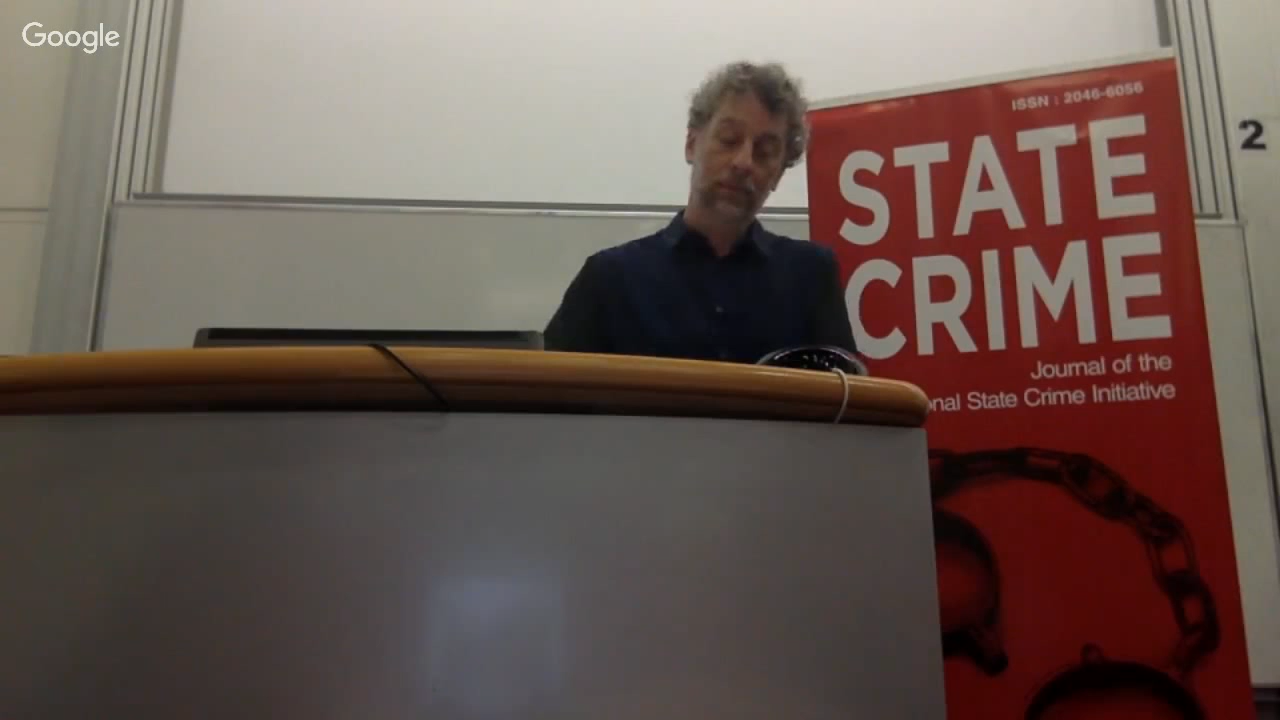 Google
ISSN : 2046-6056
2
STATE
CRIME
Journal of the
onal State Crime Initiative